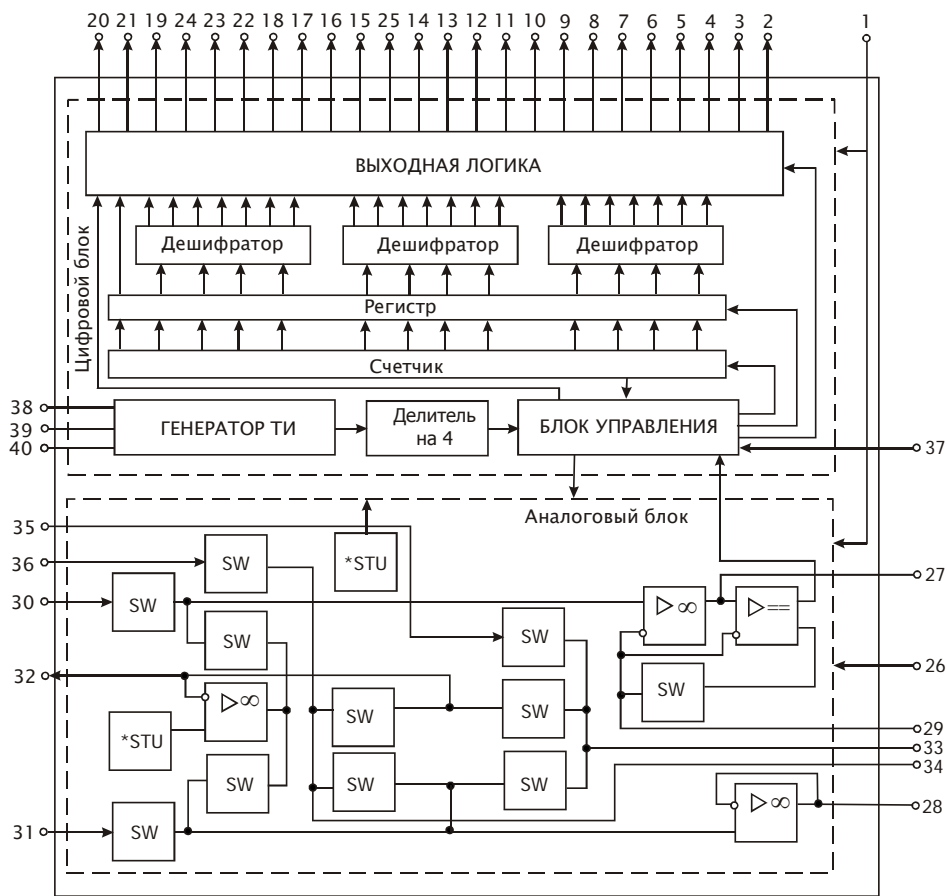 20 21 19 24 23 22 18 17 16 15 25 14 13 12 11 10 9 8 7 6 5 4 3 2 1
ВЫХОДНАЯ ЛОГИКА
Цифровой блок
Дешифратор Дешифратор Дешифратор
Регистр
Счетчик
38
39
40
ГЕНЕРАТОР ТИ
Делитель
на 4
БЛОК УПРАВЛЕНИЯ
37
Аналоговый блок
35
36
SW
*STU
27
30
SW
▷∞
▷==
SW
SW
32
▷∞
SW
26
*STU
SW
SW
29
33
34
SW
SW
SW
▷∞
28
31
SW